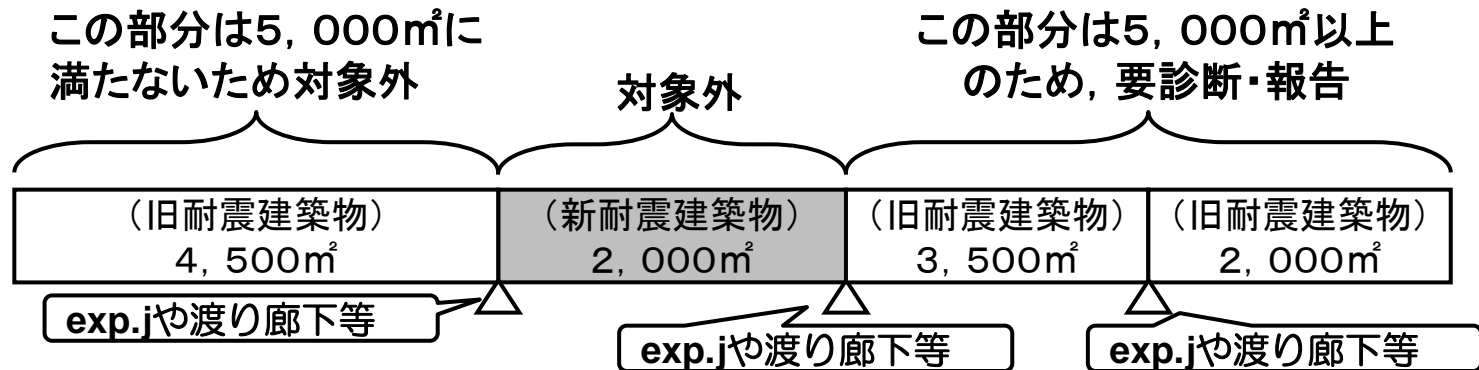 この部分は5，000㎡に
満たないため対象外
対象外
この部分は5，000㎡以上
のため，要診断・報告
（旧耐震建築物）
4，500㎡
（新耐震建築物）
2，000㎡
（旧耐震建築物）
3，500㎡
（旧耐震建築物）
2，000㎡
exp.jや渡り廊下等
exp.jや渡り廊下等
exp.jや渡り廊下等